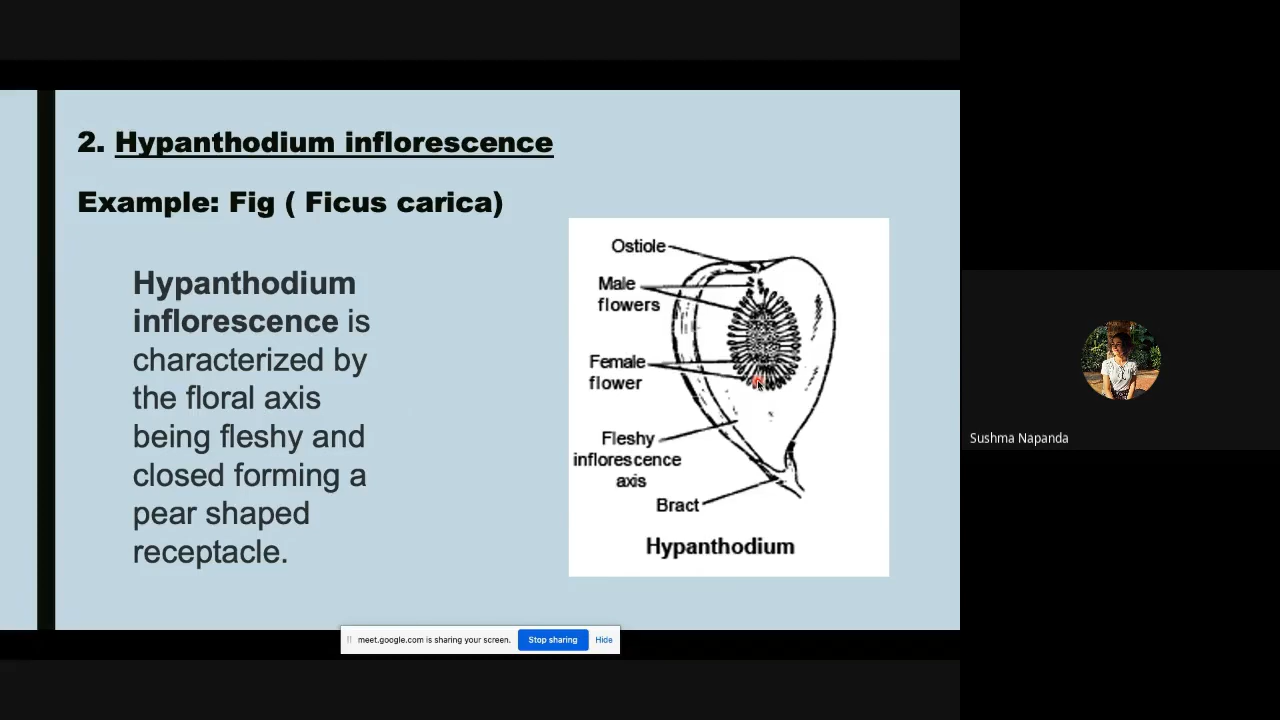 2. Hypanthodium inflorescence
Example: Fig ( Ficus carica)
Hypanthodium
inflorescence is
characterized by
the floral axis
being fleshy and
closed forming a
pear shaped
receptacle.
Ostiole
Male
flowers
Female
flower
Fleshy
inflorescence
axis
Bract
Hypanthodium
meet.google.com is sharing your screen.
Stop sharing
Hide
Sushma Napanda